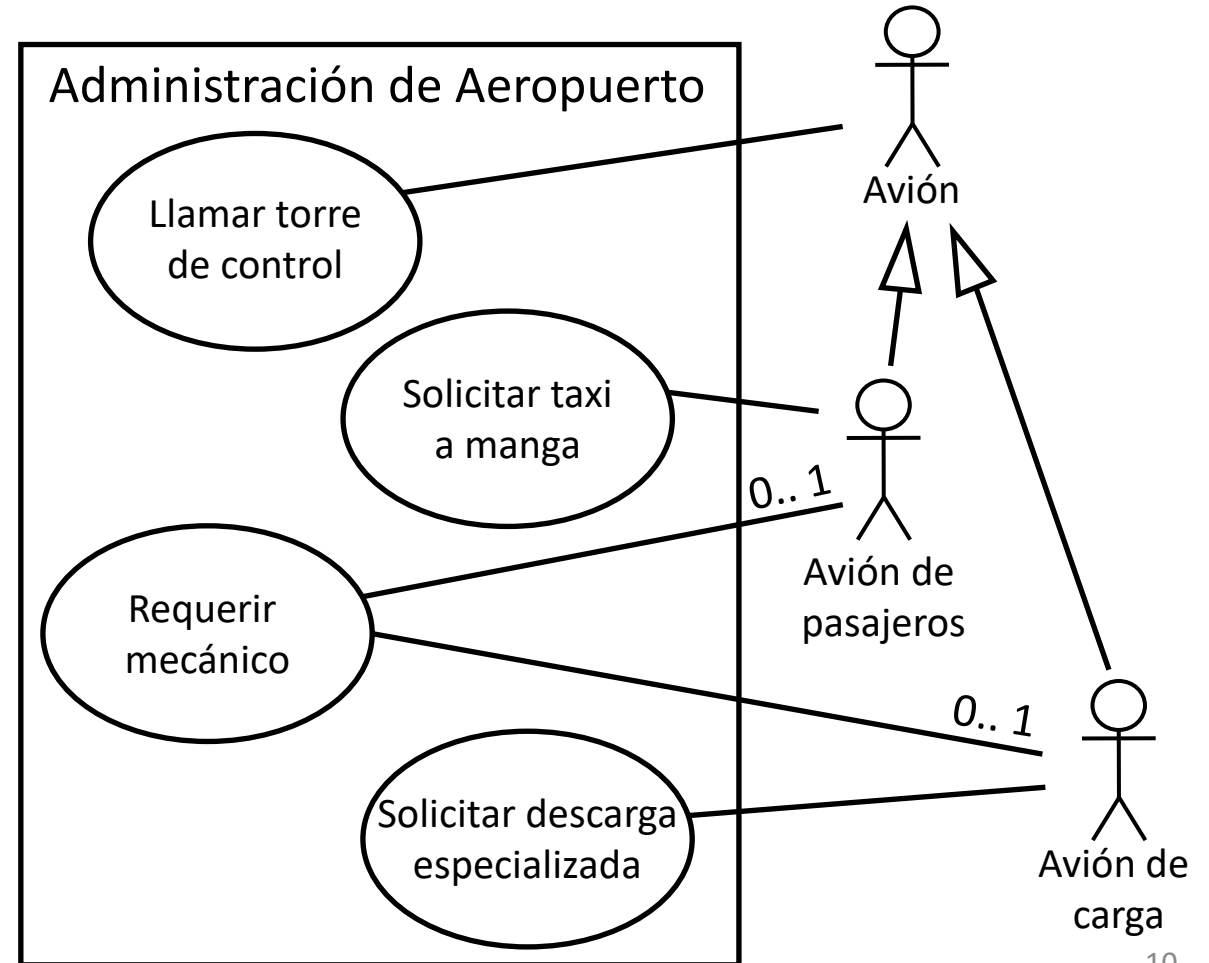 Administración de Aeropuerto
Llamar torre
de control
Avión
Solicitar taxi
a manga
0.. 1
Avión de
pasajeros
Requerir
mecánico
0.. 1
Solicitar descarga
especializada
Avión de
carga
10